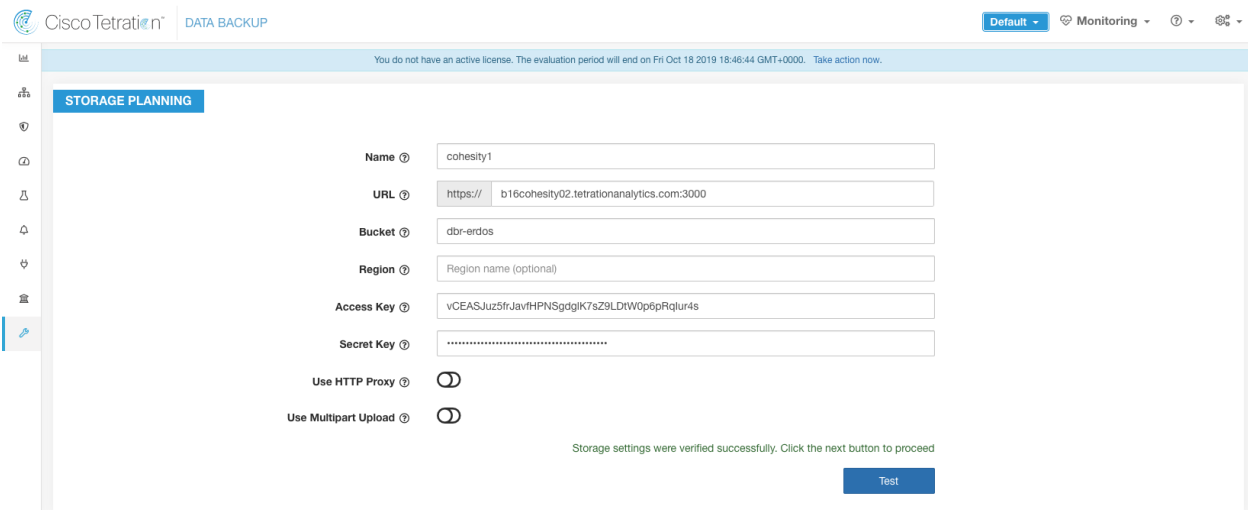 Cisco Tetration™ DATA BACKUP Default Monitoring
You do not have an active license. The evaluation period will end on Fri Oct 18 2019 18:46:44 GMT+0000. Take action now.
STORAGE PLANNING
Name cohesity1
URL https:// b16cohesity02.tetrationanalytics.com:3000
Bucket dbr-erdos
Region Region name (optional)
Access Key
Secret Key
Use HTTP Proxy
Use Multipart Upload
Storage settings were verified successfully. Click the next button to proceed
Test